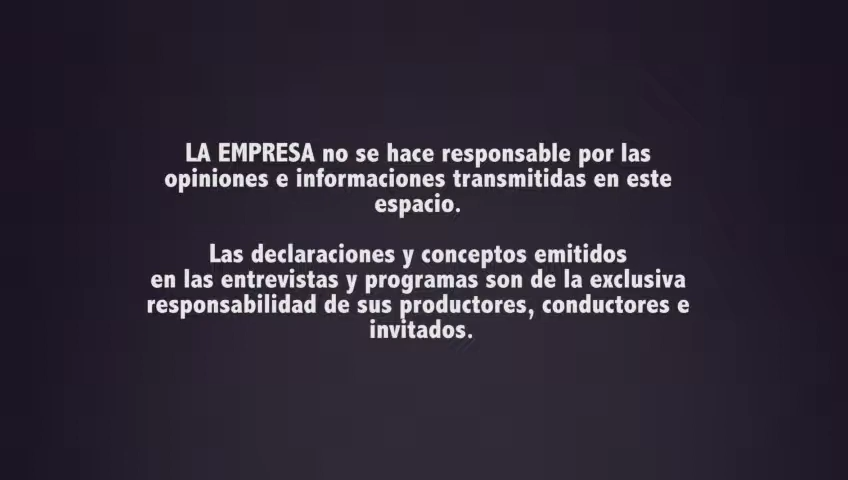 LA EMPRESA no se hace responsable por las
opiniones e informaciones transmitidas en este
espacio.
Las declaraciones y conceptos emitidos
en las entrevistas y programas son de la exclusiva
responsabilidad de sus productores, conductores e
invitados.